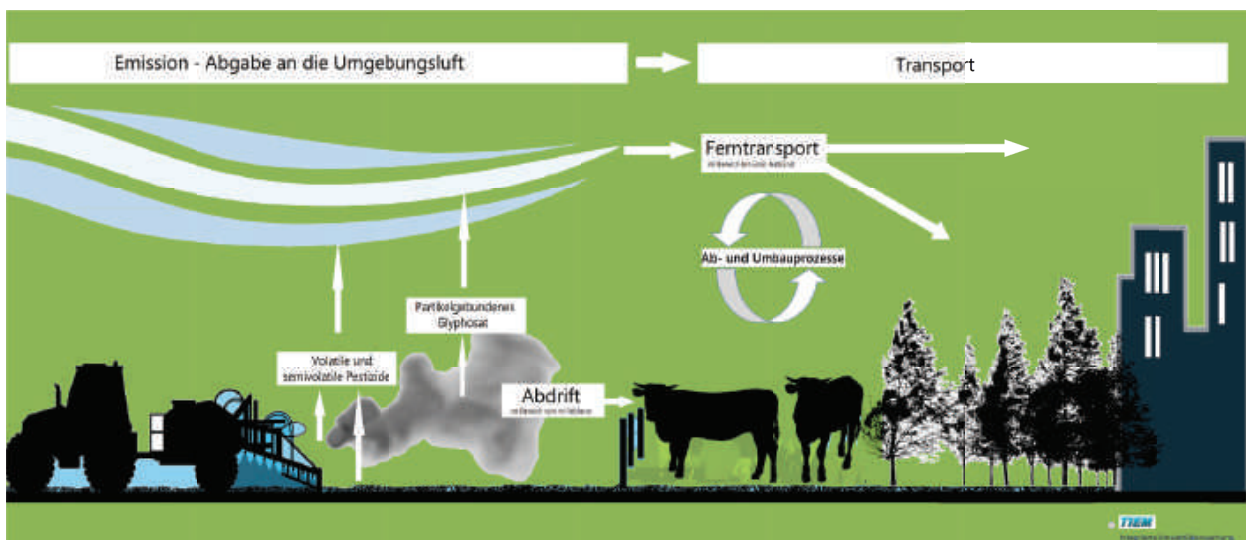 Emission - Abgabe an die Umgebungsluft
Transport
Ferntransport
Ab- und Umbauprozesse
Partikelgebundenes
Glyphosat
Volatile und
semivolatile Pestizide
Abdrift
TIEM